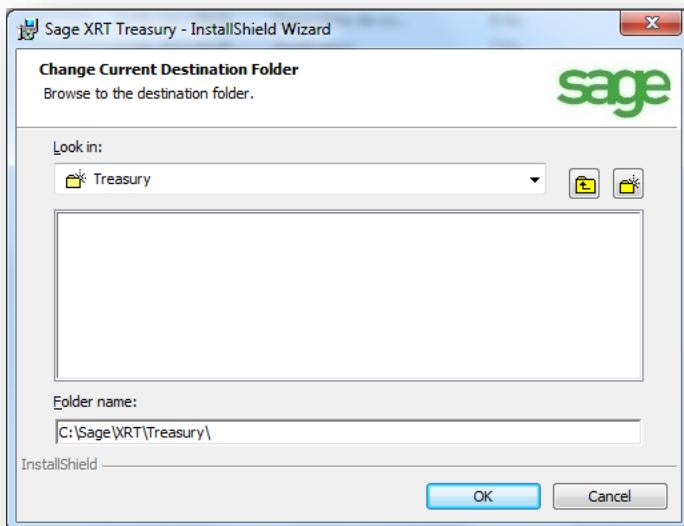 Sage XRT Treasury - InstallShield Wizard
Change Current Destination Folder
Browse to the destination folder.
sage
Look in:
Treasury
Folder name:
C:\Sage\XRT\Treasury\
InstallShield
OK Cancel